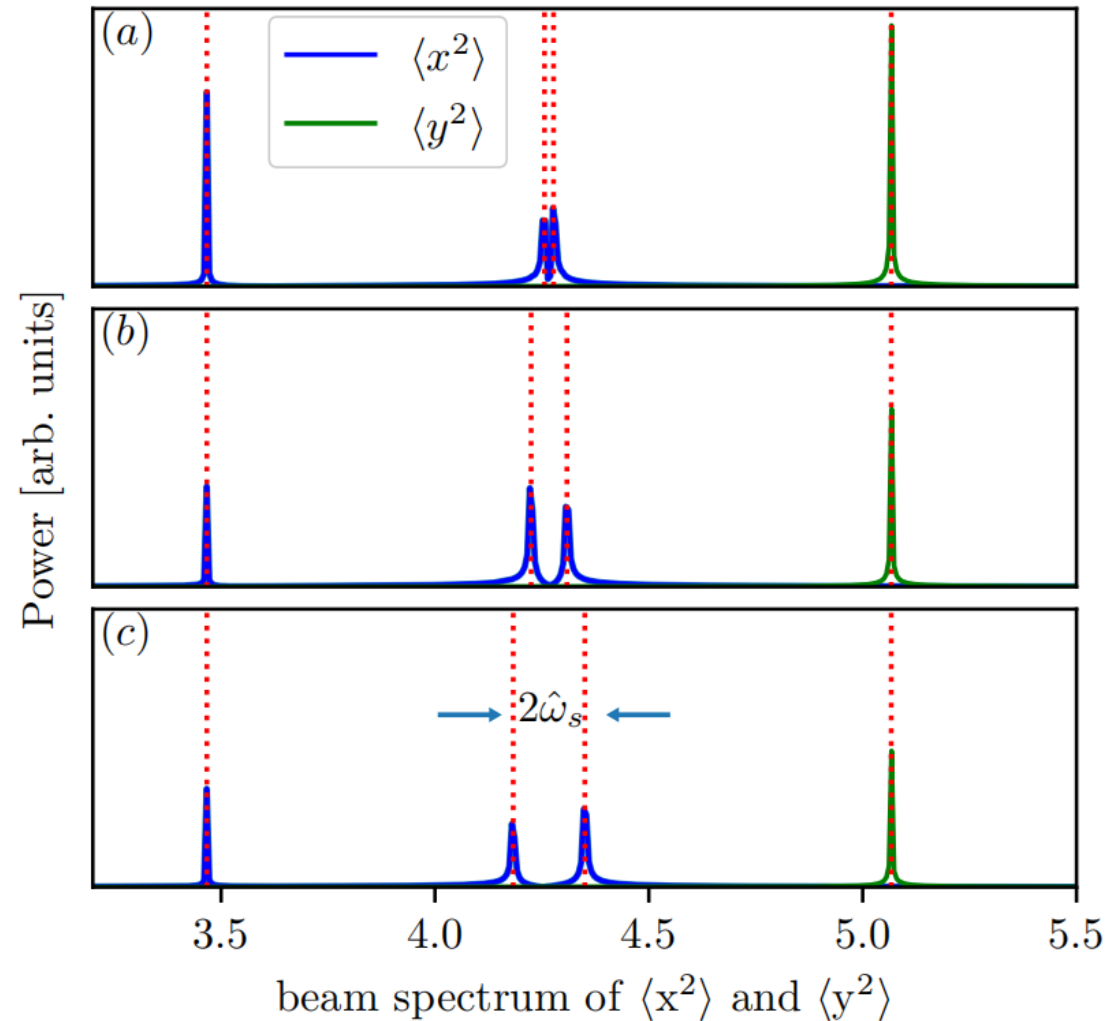 (a)
⟨x²⟩
⟨y²⟩
(b)
(c)
2ω̂ₛ
Power [arb. units]
3.5 4.0 4.5 5.0 5.5
beam spectrum of ⟨x²⟩ and ⟨y²⟩